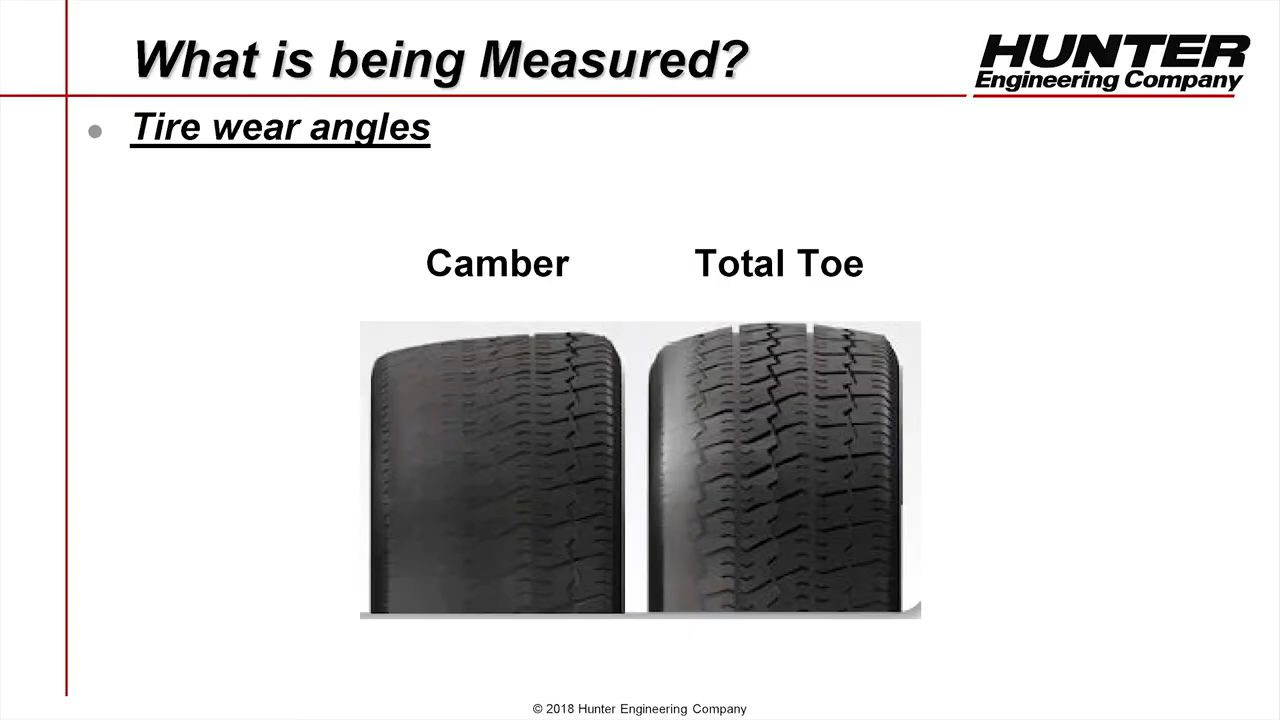 What is being Measured?
HUNTER
Engineering Company
Tire wear angles
Camber Total Toe
© 2018 Hunter Engineering Company